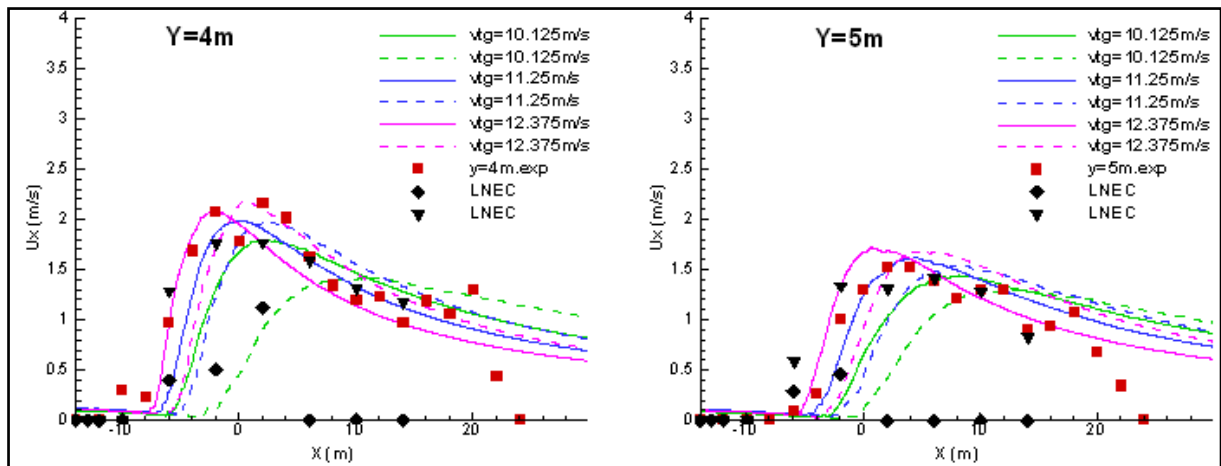 Y=4m
vtg=10.125m/s
vtg=10.125m/s
vtg=11.25m/s
vtg=11.25m/s
vtg=12.375m/s
vtg=12.375m/s
y=4m.exp
LNEC
LNEC
4
3.5
3
2.5
2
1.5
1
0.5
0
Ux (m/s)
-10
0
10
20
X (m)
Y=5m
vtg=10.125m/s
vtg=10.125m/s
vtg=11.25m/s
vtg=11.25m/s
vtg=12.375m/s
vtg=12.375m/s
y=5m.exp
LNEC
LNEC
4
3.5
3
2.5
2
1.5
1
0.5
0
Ux (m/s)
-10
0
10
20
X (m)